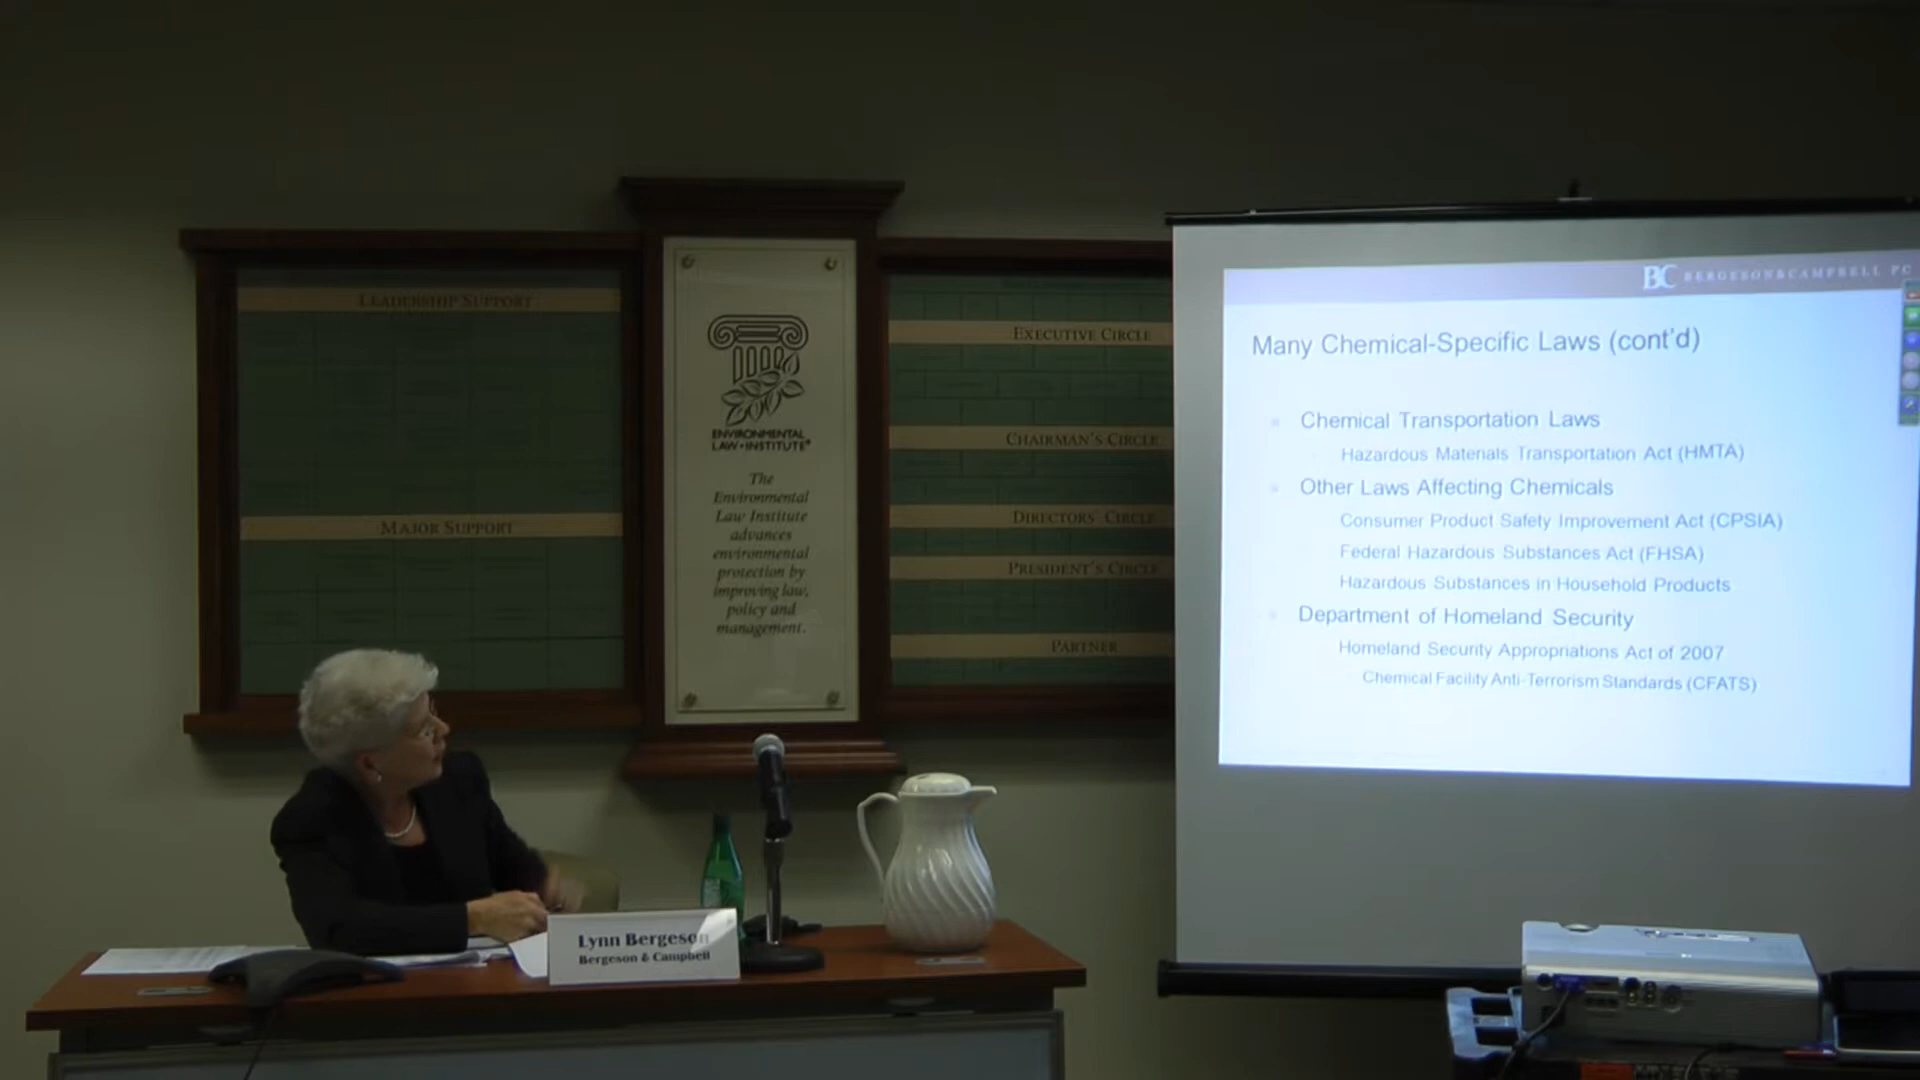 LEADERSHIP SUPPORT
MAJOR SUPPORT
ENVIRONMENTAL
LAW•INSTITUTE®
The
Environmental
Law Institute
advances
environmental
protection by
improving law,
policy and
management.
EXECUTIVE CIRCLE
CHAIRMAN'S CIRCLE
DIRECTORS' CIRCLE
PRESIDENT'S CIRCLE
PARTNER
BC BERGESON&CAMPBELL PC
Many Chemical-Specific Laws (cont'd)
Chemical Transportation Laws
Hazardous Materials Transportation Act (HMTA)
Other Laws Affecting Chemicals
Consumer Product Safety Improvement Act (CPSIA)
Federal Hazardous Substances Act (FHSA)
Hazardous Substances in Household Products
Department of Homeland Security
Homeland Security Appropriations Act of 2007
Chemical Facility Anti-Terrorism Standards (CFATS)
Lynn Bergeson
Bergeson & Campbell